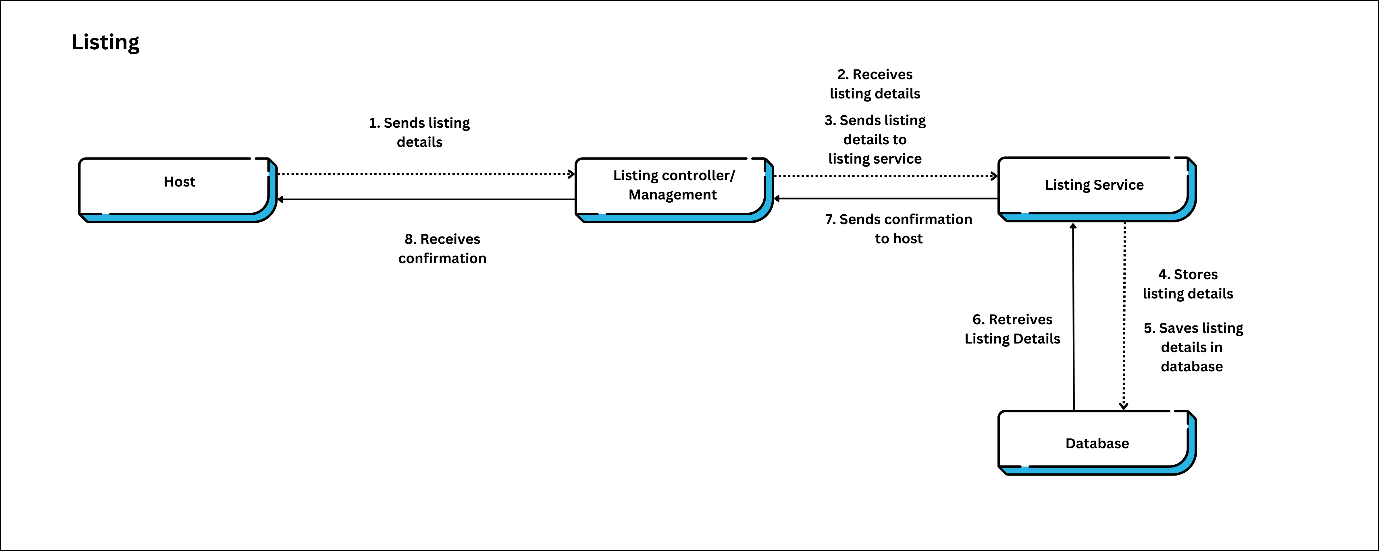 Listing
2. Receives
listing details
1. Sends listing
details
3. Sends listing
details to
listing service
Host
Listing controller/
Management
Listing Service
7. Sends confirmation
to host
8. Receives
confirmation
4. Stores
listing details
6. Retreives
Listing Details
5. Saves listing
details in
database
Database